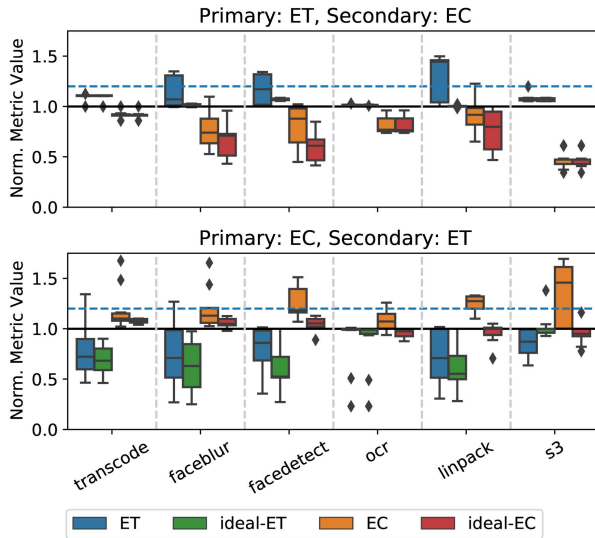 Primary: ET, Secondary: EC
Norm. Metric Value
1.5
1.0
0.5
0.0
Primary: EC, Secondary: ET
Norm. Metric Value
1.5
1.0
0.5
0.0
transcode
faceblur
facedetect
ocr
linpack
s3
ET
ideal-ET
EC
ideal-EC